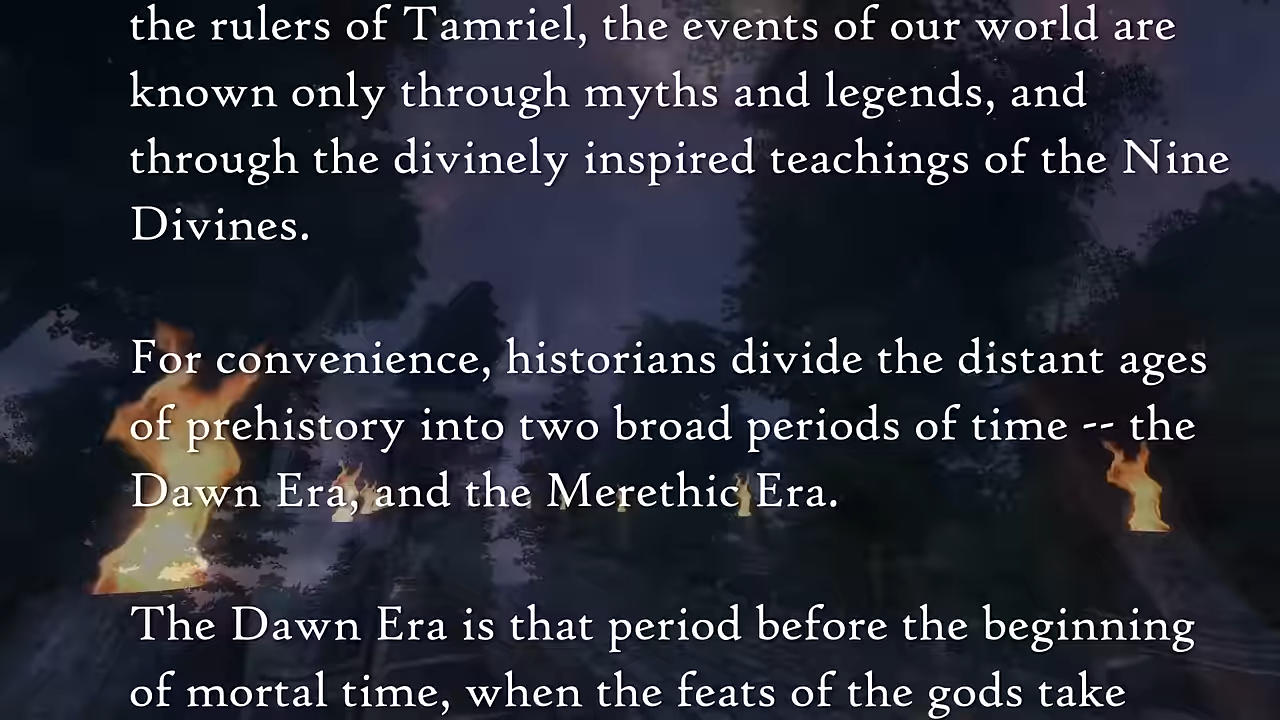 the rulers of Tamriel, the events of our world are
known only through myths and legends, and
through the divinely inspired teachings of the Nine
Divines.
For convenience, historians divide the distant ages
of prehistory into two broad periods of time -- the
Dawn Era, and the Merethic Era.
The Dawn Era is that period before the beginning
of mortal time, when the feats of the gods take